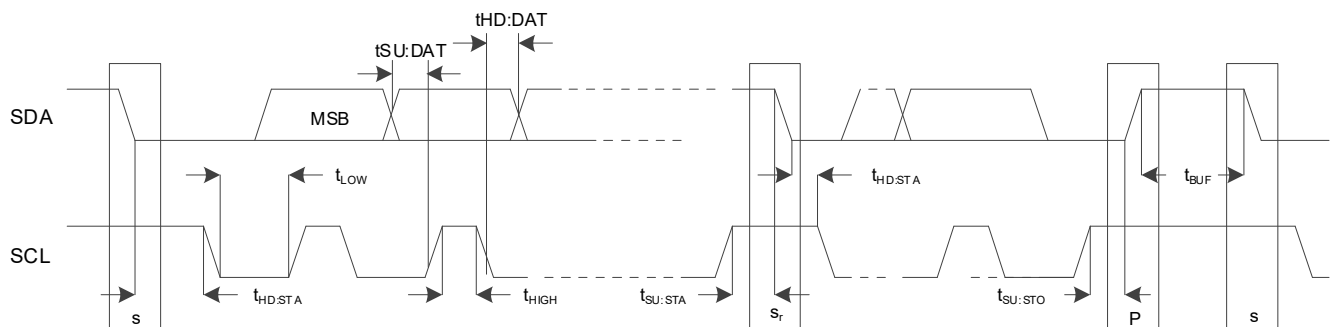 tHD:DAT
tSU:DAT
SDA
MSB
tLOW
tHD:STA
tBUF
SCL
tHD:STA
tHIGH
tSU:STA
tSU:STO
s
sr
P
s